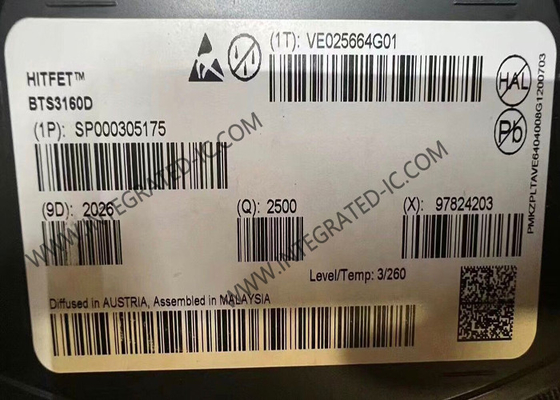 (1T): VE025664G01
HITFET™
BTS3160D
(1P): SP000305175
HAL
Pb
(9D): 2026
(Q): 2500
(X): 97824203
Level/Temp: 3/260
Diffused in AUSTRIA, Assembled in MALAYSIA
PMKZPLTAVE6404008G1200703
WWW.INTEGRATED-IC.COM
WWW.INTEGRATED-IC.COM